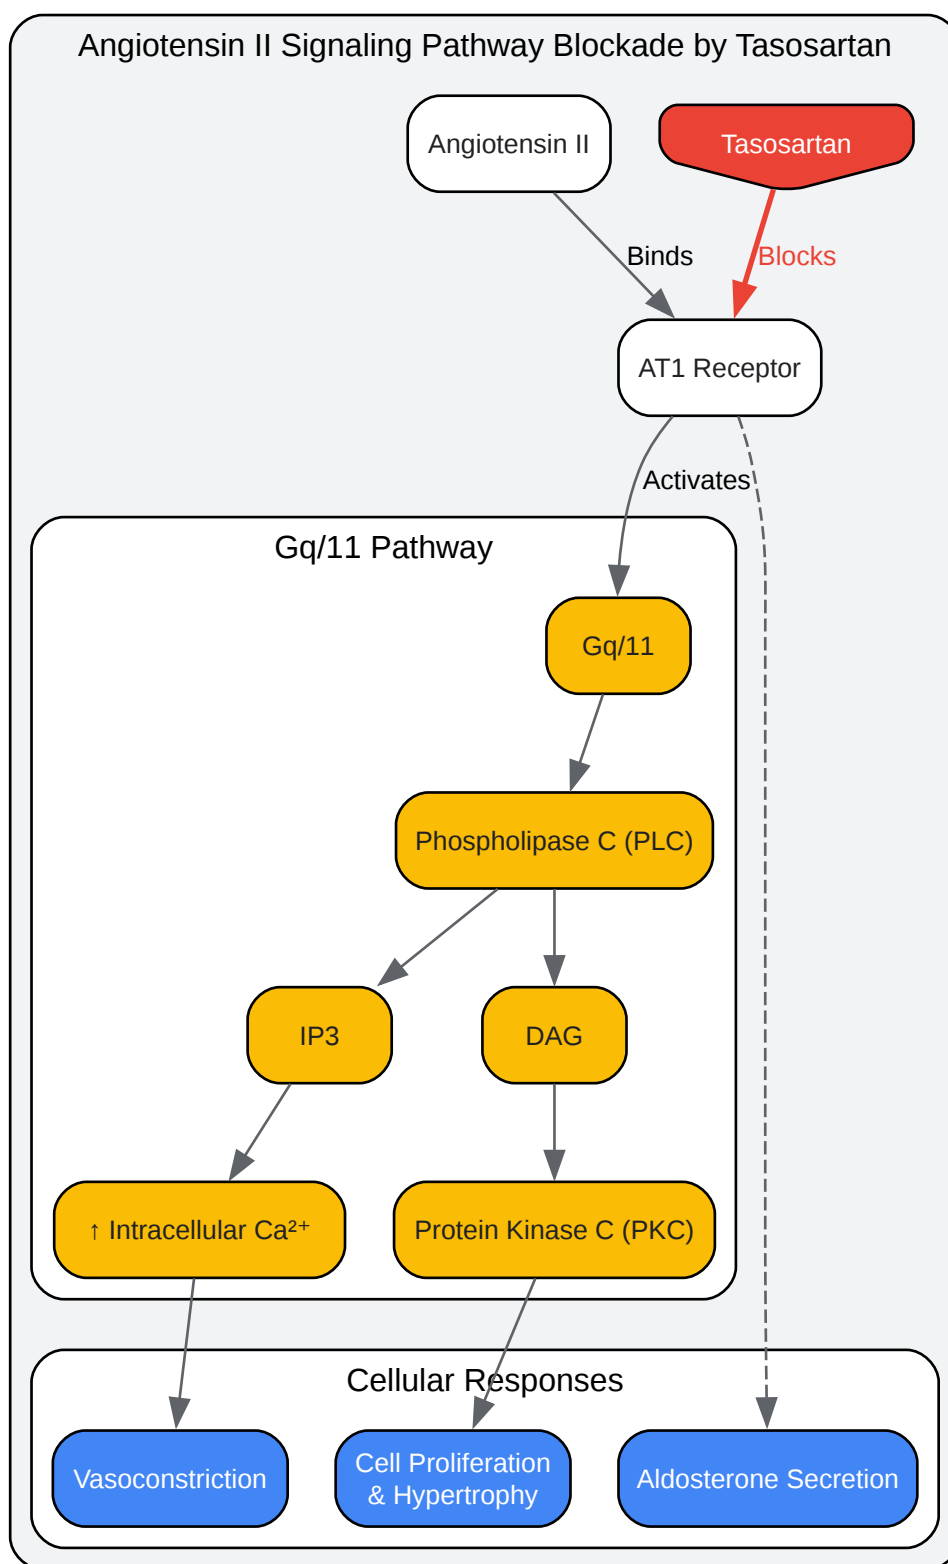 Angiotensin II Signaling Pathway Blockade by Tasosartan
Angiotensin II
Tasosartan
Binds
Blocks
AT1 Receptor
Activates
Gq/11 Pathway
Gq/11
Phospholipase C (PLC)
IP3
DAG
↑ Intracellular Ca²⁺
Protein Kinase C (PKC)
Cellular Responses
Vasoconstriction
Cell Proliferation
& Hypertrophy
Aldosterone Secretion